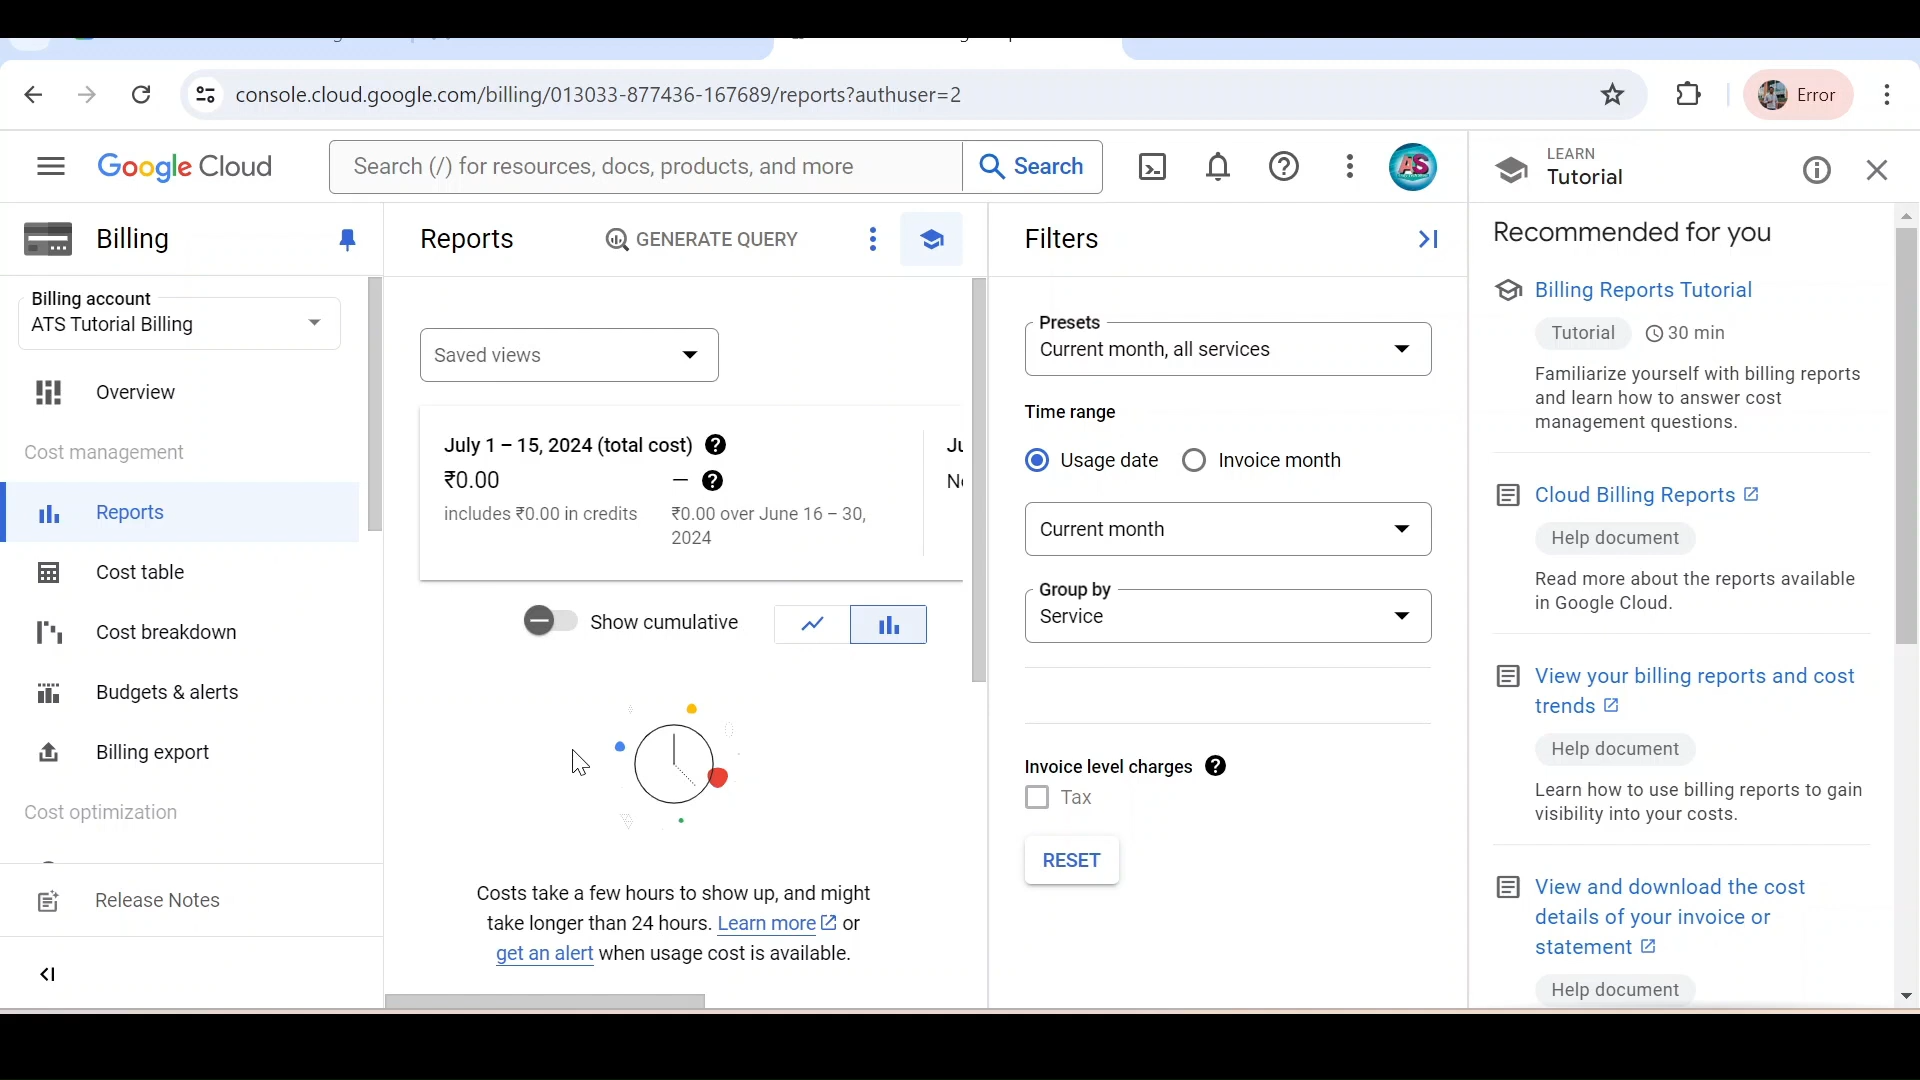 console.cloud.google.com/billing/013033-877436-167689/reports?authuser=2
Error
Google Cloud
Search (/) for resources, docs, products, and more
Search
AS
LEARN
Tutorial
Billing
Billing account
ATS Tutorial Billing
Overview
Cost management
Reports
Cost table
Cost breakdown
Budgets & alerts
Billing export
Cost optimization
Release Notes
Reports
GENERATE QUERY
Saved views
July 1 – 15, 2024 (total cost)
₹0.00
—
includes ₹0.00 in credits
₹0.00 over June 16 – 30,
2024
Show cumulative
Costs take a few hours to show up, and might
take longer than 24 hours. Learn more or
get an alert when usage cost is available.
Filters
Presets
Current month, all services
Time range
Usage date
Invoice month
Current month
Group by
Service
Invoice level charges
Tax
RESET
Recommended for you
Billing Reports Tutorial
Tutorial
30 min
Familiarize yourself with billing reports
and learn how to answer cost
management questions.
Cloud Billing Reports
Help document
Read more about the reports available
in Google Cloud.
View your billing reports and cost
trends
Help document
Learn how to use billing reports to gain
visibility into your costs.
View and download the cost
details of your invoice or
statement
Help document